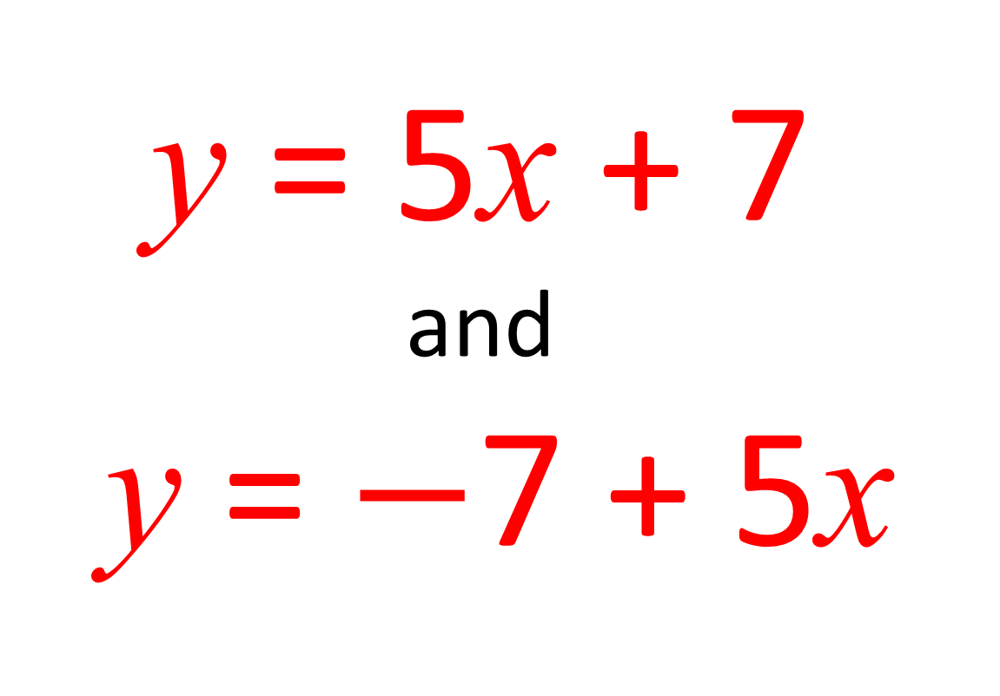 y = 5x + 7
and
y = −7 + 5x